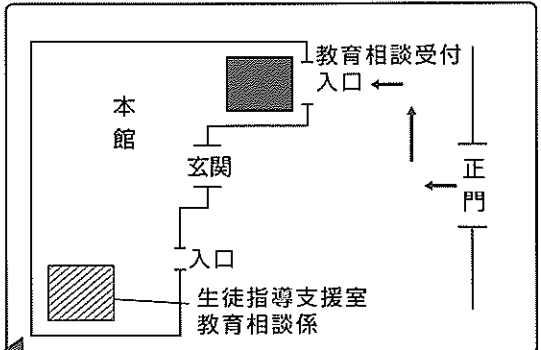 教育相談受付
入口
本館
玄関
正門
入口
生徒指導支援室
教育相談係